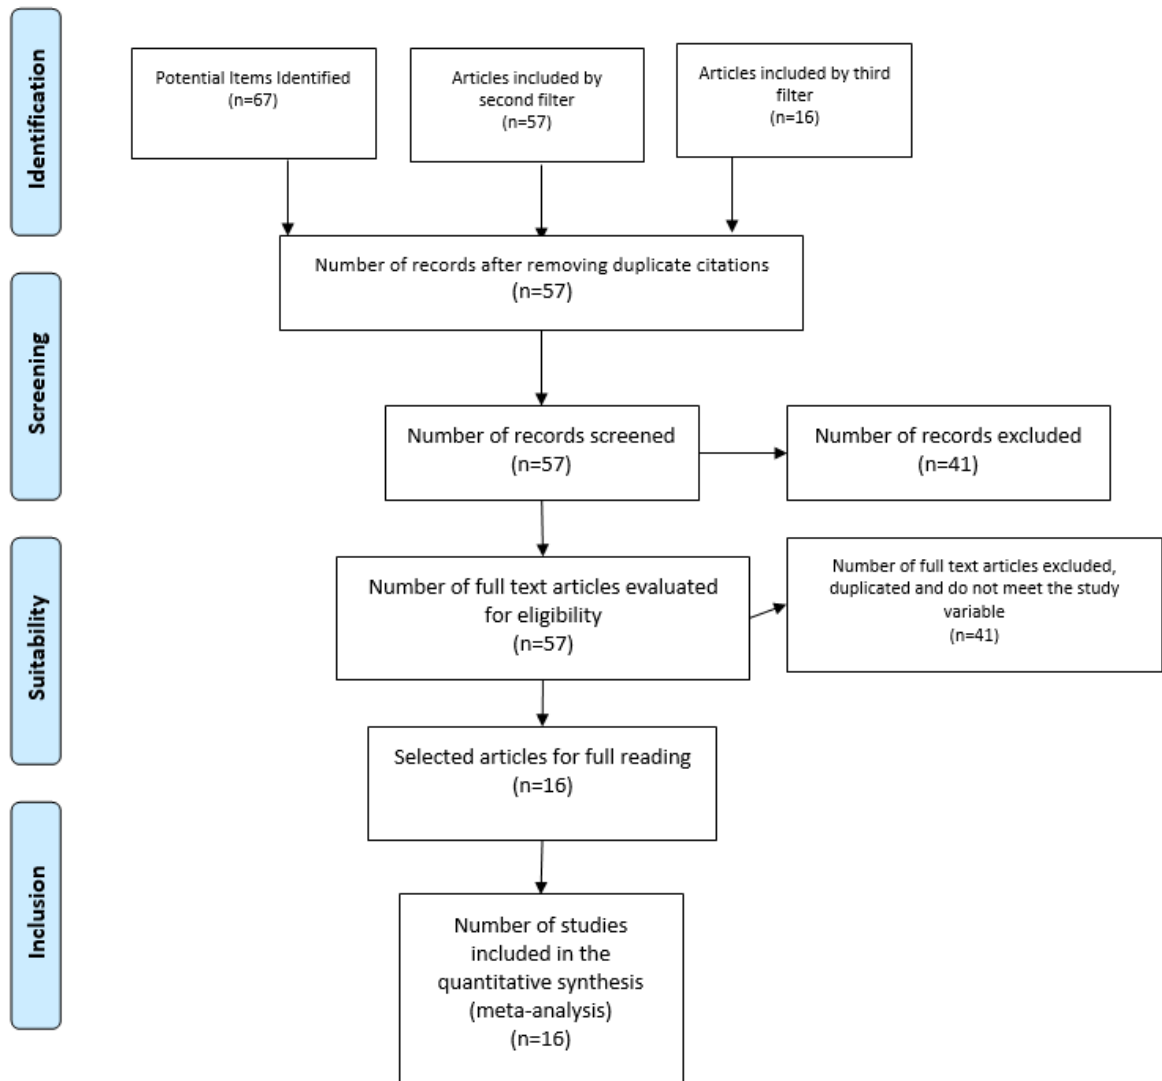 Identification
Potential Items Identified
(n=67)
Articles included by
second filter
(n=57)
Articles included by third
filter
(n=16)
Number of records after removing duplicate citations
(n=57)
Screening
Number of records screened
(n=57)
Number of records excluded
(n=41)
Suitability
Number of full text articles evaluated
for eligibility
(n=57)
Number of full text articles excluded,
duplicated and do not meet the study
variable
(n=41)
Selected articles for full reading
(n=16)
Inclusion
Number of studies
included in the
quantitative synthesis
(meta-analysis)
(n=16)